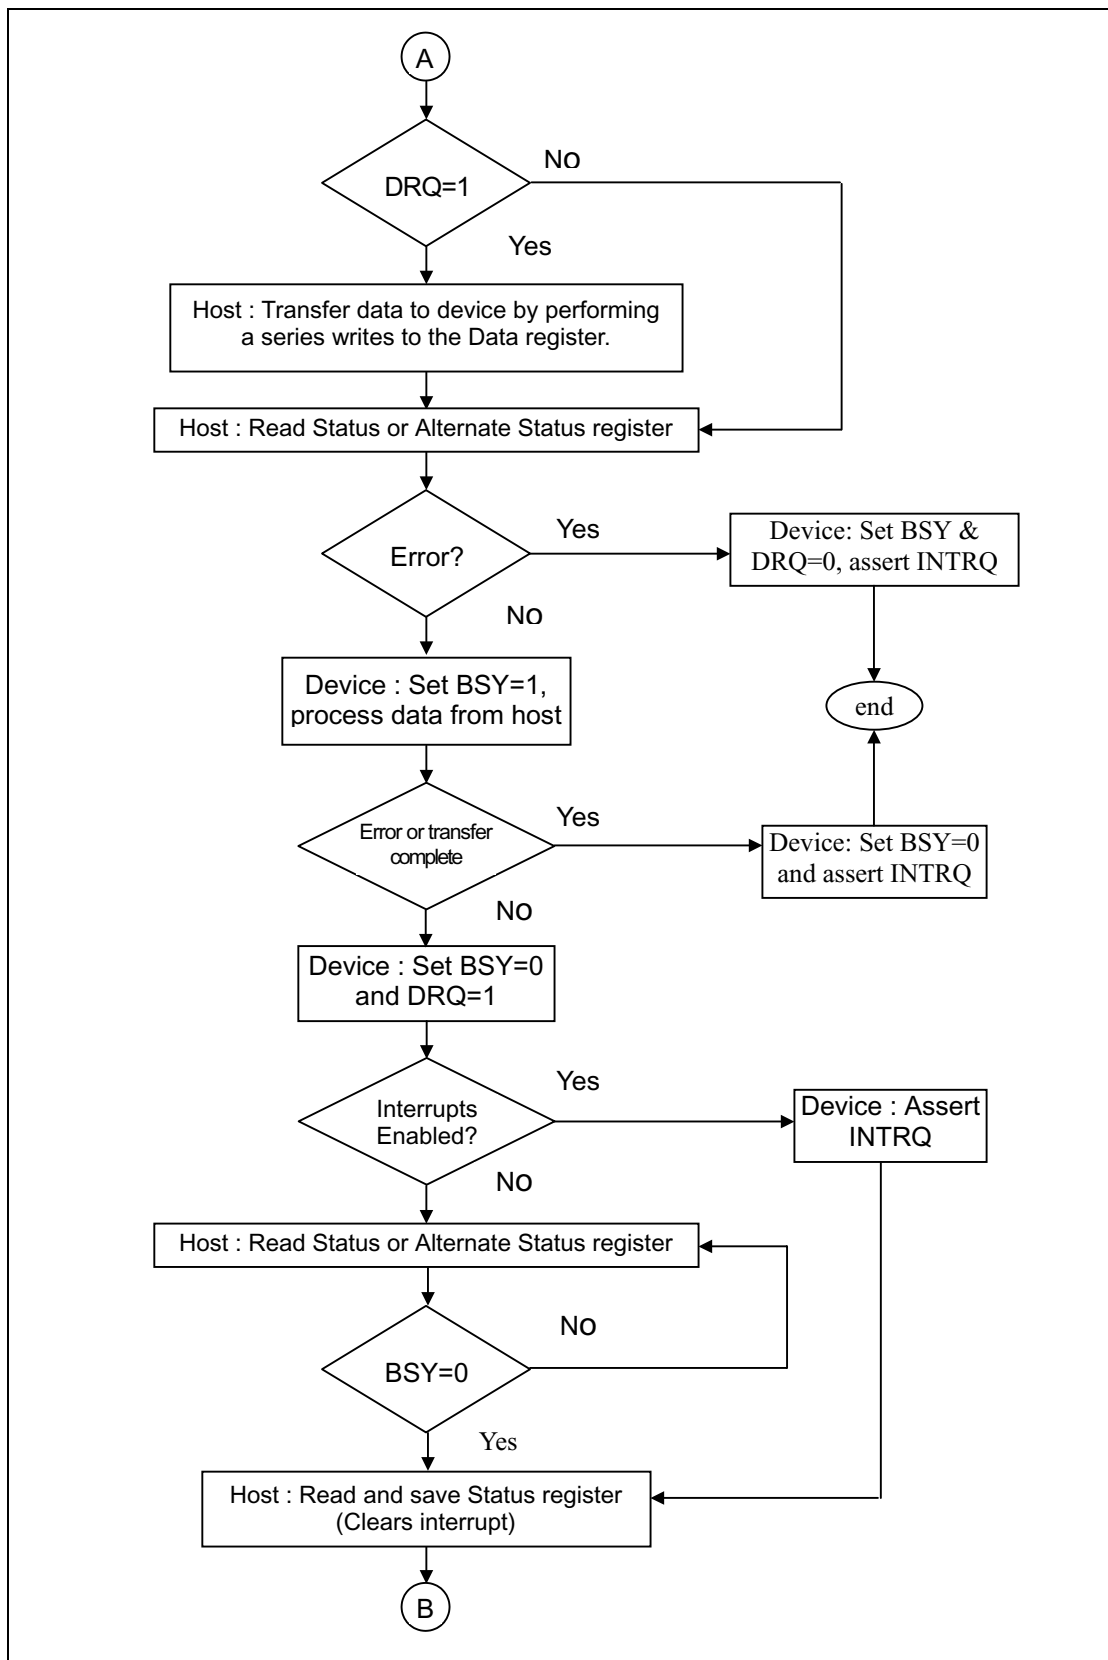 A
DRQ=1
No
Yes
Host : Transfer data to device by performing
a series writes to the Data register.
Host : Read Status or Alternate Status register
Error?
Yes
Device: Set BSY &
DRQ=0, assert INTRQ
No
Device : Set BSY=1,
process data from host
end
Error or transfer
complete
Yes
Device: Set BSY=0
and assert INTRQ
No
Device : Set BSY=0
and DRQ=1
Interrupts
Enabled?
Yes
Device : Assert
INTRQ
No
Host : Read Status or Alternate Status register
BSY=0
No
Yes
Host : Read and save Status register
(Clears interrupt)
B